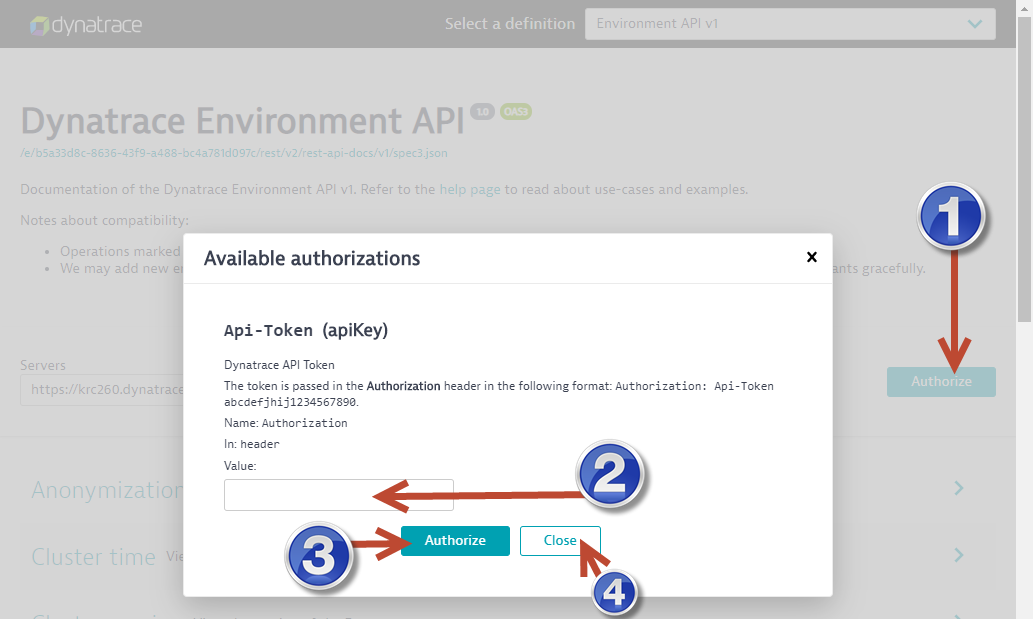 dynatrace
Select a definition
Environment API v1
Dynatrace Environment API 1.0 OAS3
/e/b5a33d8c-8636-43f9-a488-bc4a781d097c/rest/v2/rest-api-docs/v1/spec3.json
Documentation of the Dynatrace Environment API v1. Refer to the help page to read about use-cases and examples.
Notes about compatibility:
• Operations marked
• We may add new en
ants gracefully.
1
Available authorizations
×
Api-Token (apiKey)
Dynatrace API Token
The token is passed in the Authorization header in the following format: Authorization: Api-Token
abcdefjhij1234567890.
Name: Authorization
In: header
Value:
2
3
Authorize
Close
4
Servers
https://krc260.dynatrace
Authorize
Anonymization
Cluster time